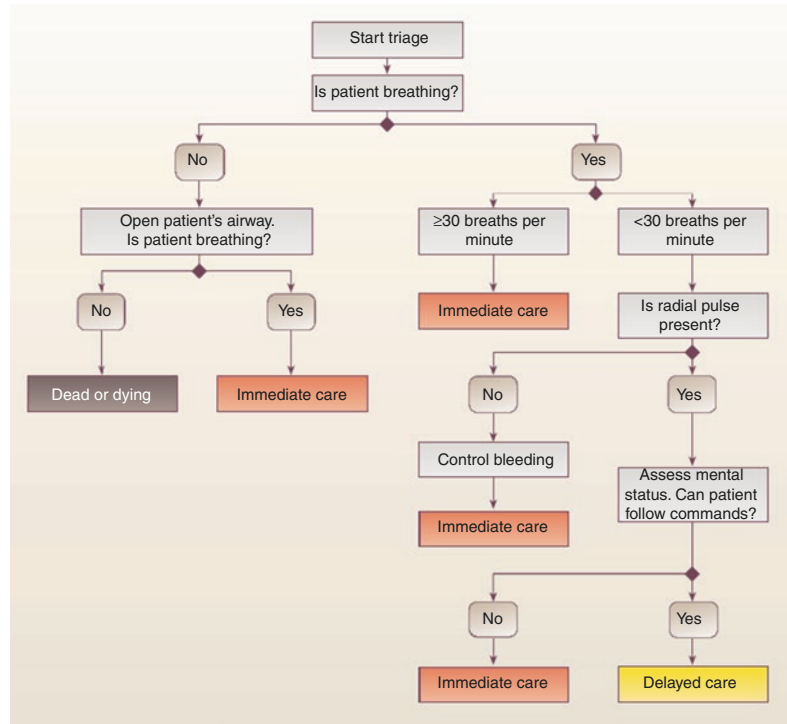 Start triage
Is patient breathing?
No
Yes
Open patient's airway.
Is patient breathing?
≥30 breaths per
minute
<30 breaths per
minute
No
Yes
Immediate care
Is radial pulse
present?
Dead or dying
Immediate care
No
Yes
Control bleeding
Assess mental
status. Can patient
follow commands?
Immediate care
No
Yes
Immediate care
Delayed care